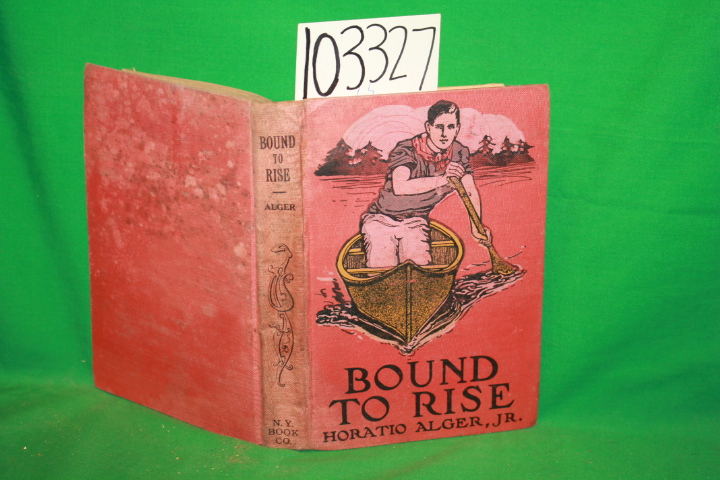 103327
BOUND
TO
RISE
ALGER
N.Y.
BOOK
CO.
BOUND
TO RISE
HORATIO ALGER, JR.